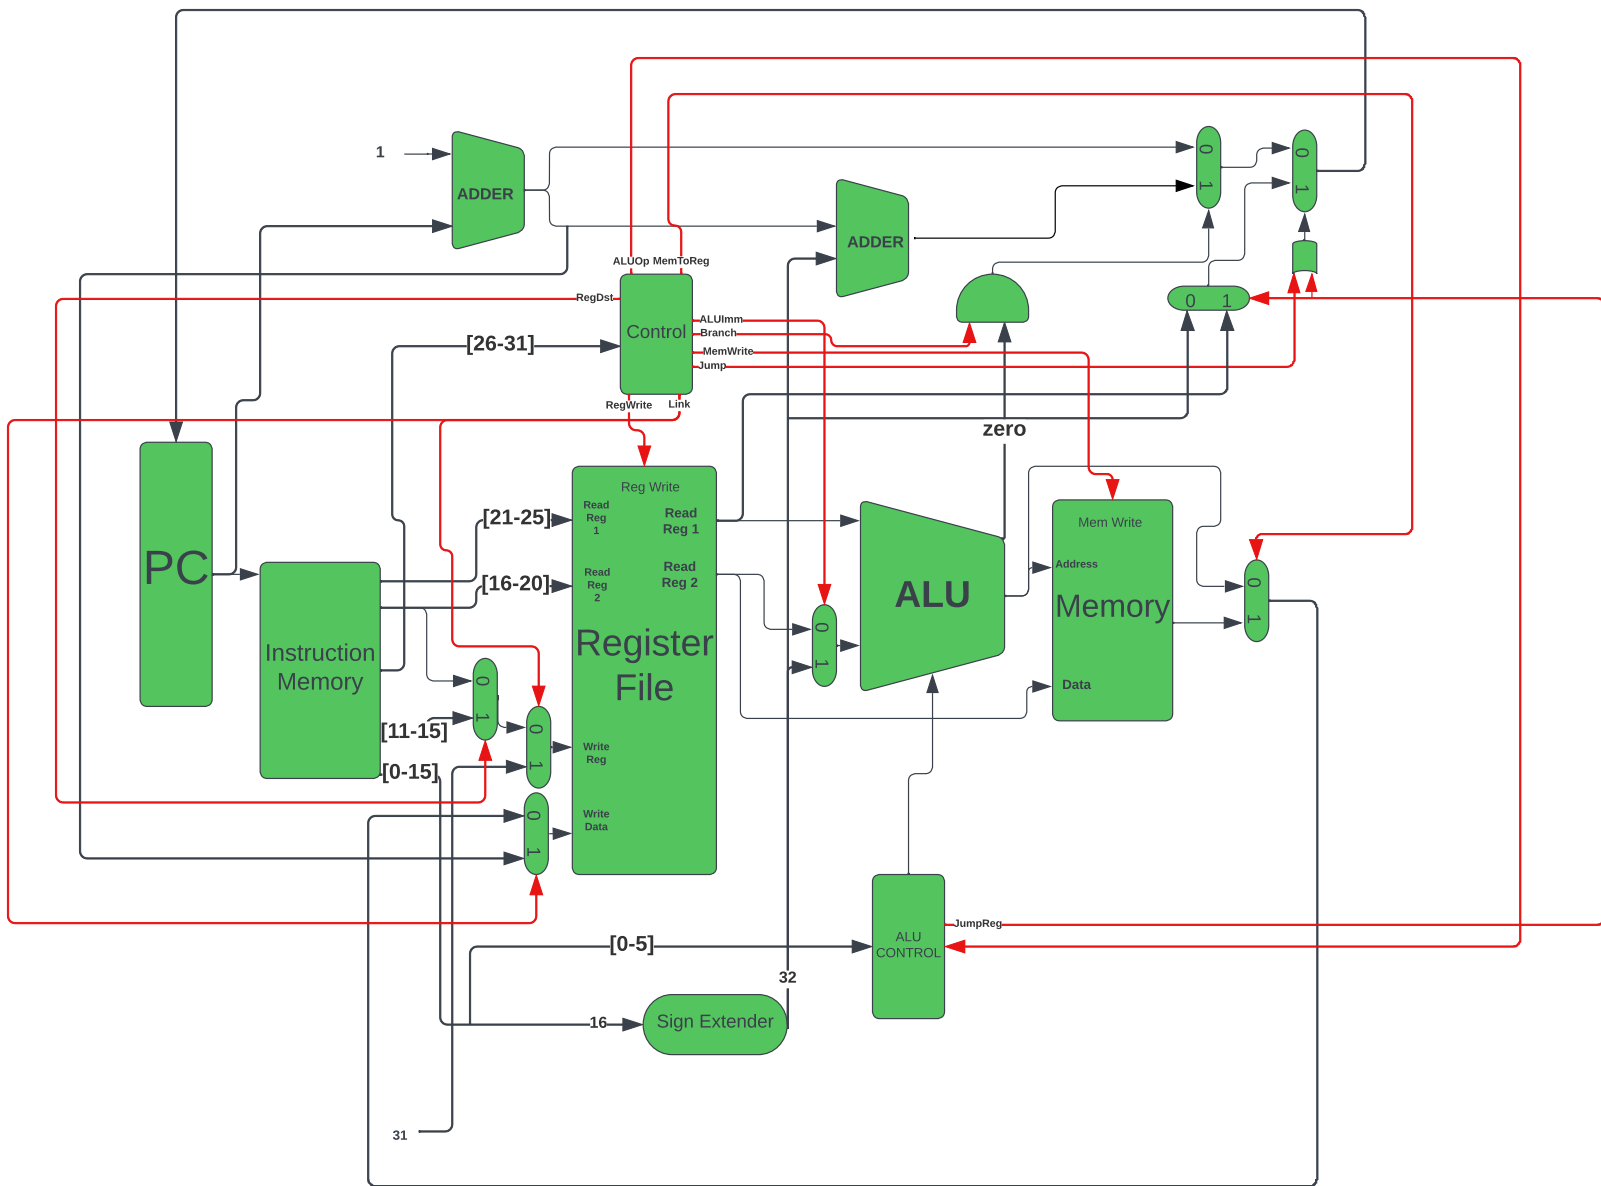 1
ADDER
0
1
0
1
ADDER
ALUOp MemToReg
RegDst
Control
ALUImm
Branch
MemWrite
Jump
0 1
[26-31]
RegWrite Link
zero
PC
Instruction
Memory
[21-25]
[16-20]
[11-15]
[0-15]
0
1
0
1
0
1
Reg Write
Read
Reg
1
Read
Reg 1
Read
Reg
2
Read
Reg 2
Register
File
Write
Reg
Write
Data
0
1
ALU
Mem Write
Address
Memory
Data
0
1
JumpReg
ALU
CONTROL
[0-5]
32
16
Sign Extender
31